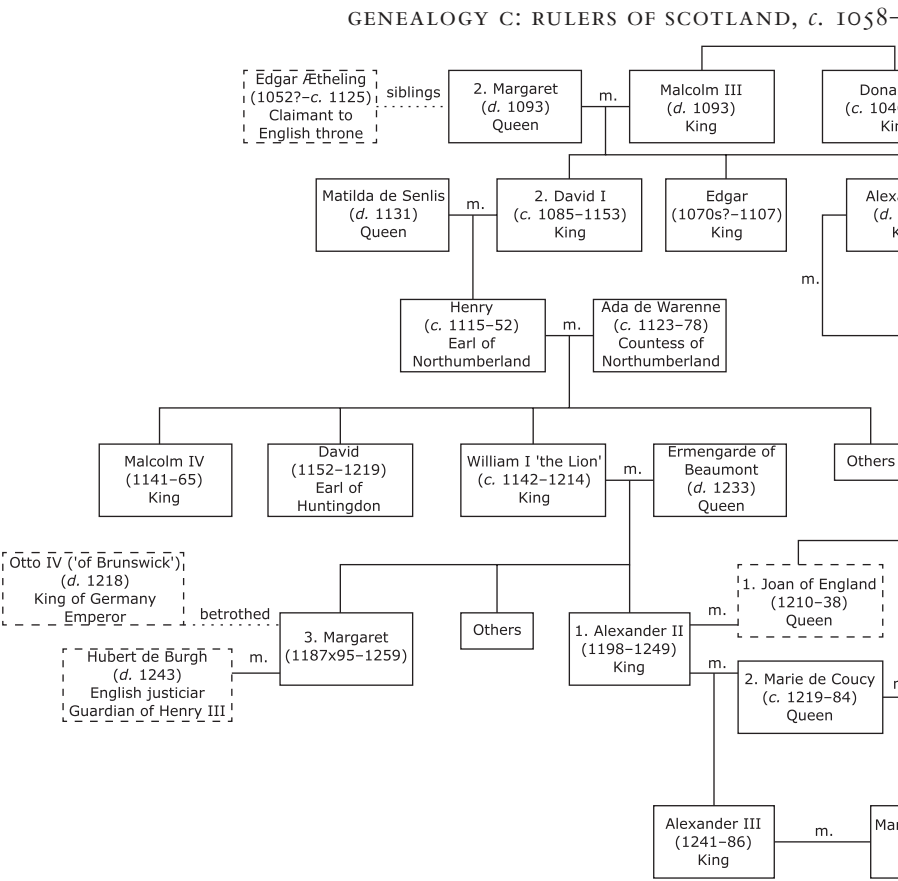 GENEALOGY C: RULERS OF SCOTLAND, c. 1058–
Edgar Ætheling
(1052?–c. 1125)
Claimant to
English throne
siblings
2. Margaret
(d. 1093)
Queen
m.
Malcolm III
(d. 1093)
King
Matilda de Senlis
(d. 1131)
Queen
m.
2. David I
(c. 1085–1153)
King
Edgar
(1070s?–1107)
King
(d.
m.
Henry
(c. 1115–52)
Earl of
Northumberland
m.
Ada de Warenne
(c. 1123–78)
Countess of
Northumberland
Malcolm IV
(1141–65)
King
David
(1152–1219)
Earl of
Huntingdon
William I 'the Lion'
(c. 1142–1214)
King
m.
Ermengarde of
Beaumont
(d. 1233)
Queen
Others
Otto IV ('of Brunswick')
(d. 1218)
King of Germany
Emperor
betrothed
Hubert de Burgh
(d. 1243)
English justiciar
Guardian of Henry III
m.
3. Margaret
(1187x95–1259)
Others
1. Alexander II
(1198–1249)
King
m.
1. Joan of England
(1210–38)
Queen
m.
2. Marie de Coucy
(c. 1219–84)
Queen
Alexander III
(1241–86)
King
m.